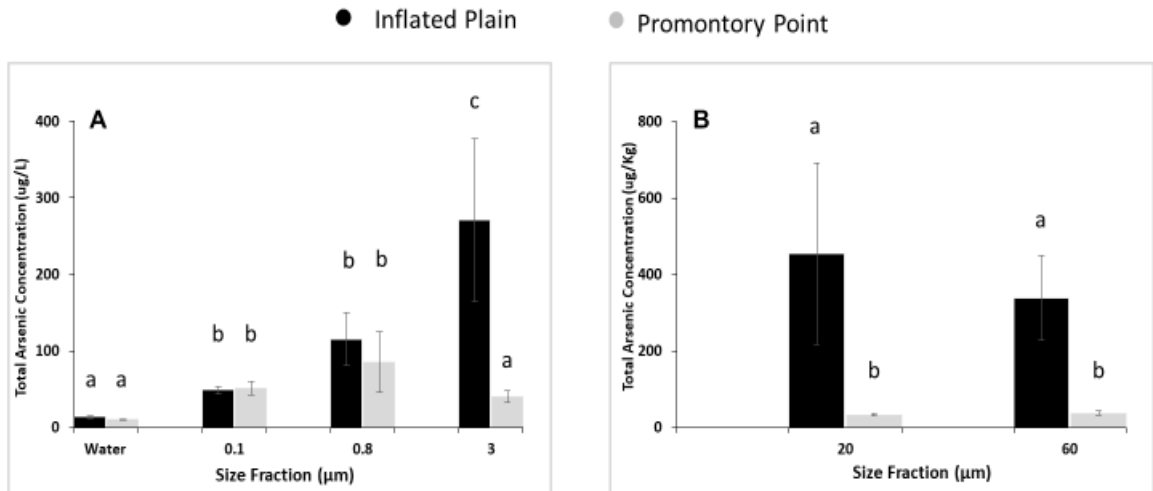 Inflated Plain
Promontory Point
A
Total Arsenic Concentration (ug/L)
400
300
200
100
0
a
a
b
b
b
b
c
a
Water
0.1
0.8
3
Size Fraction (µm)
B
Total Arsenic Concentration (ug/Kg)
800
600
400
200
0
a
b
a
b
20
60
Size Fraction (µm)